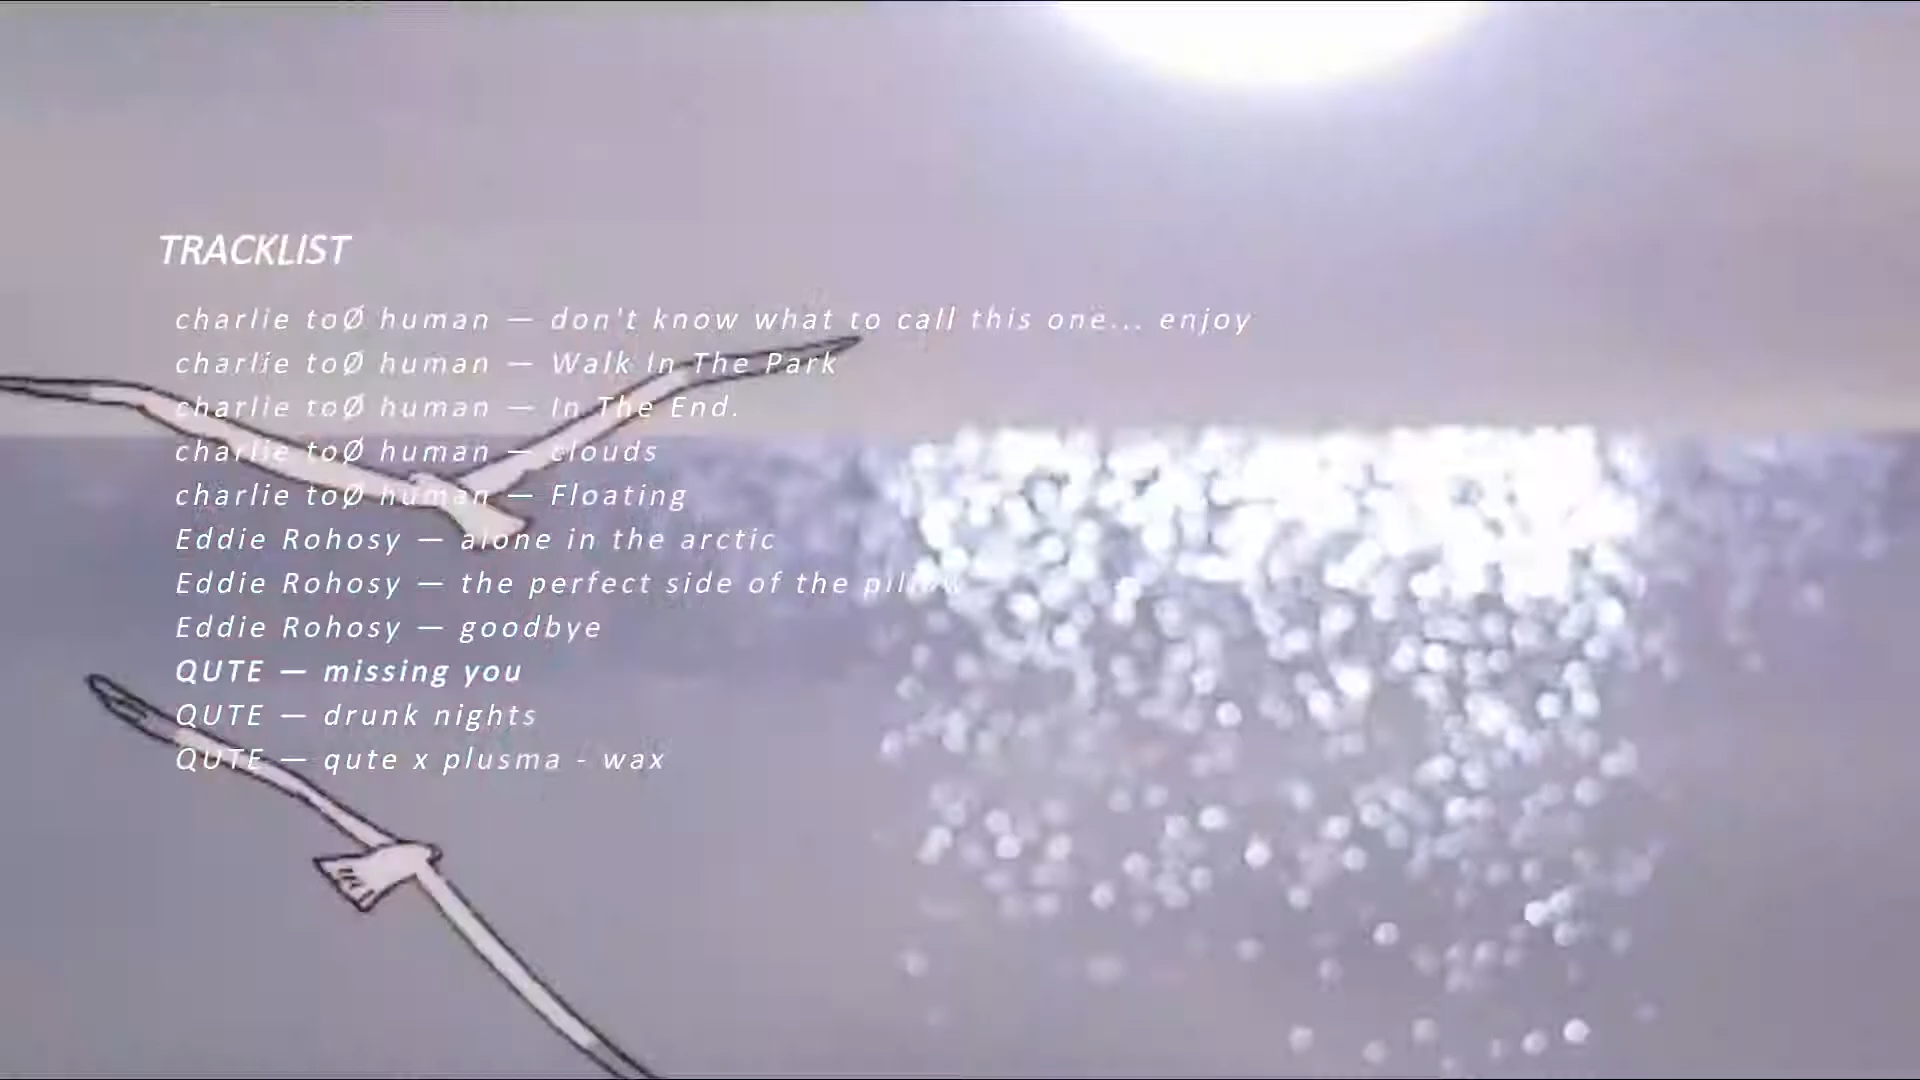 TRACKLIST
charlie toØ human — don't know what to call this one... enjoy
charlie toØ human — Walk In The Park
charlie toØ human — In The End.
charlie toØ human — clouds
charlie toØ human — Floating
Eddie Rohosy — alone in the arctic
Eddie Rohosy — the perfect side of the pillow
Eddie Rohosy — goodbye
QUTE — missing you
QUTE — drunk nights
QUTE — qute x plusma - wax